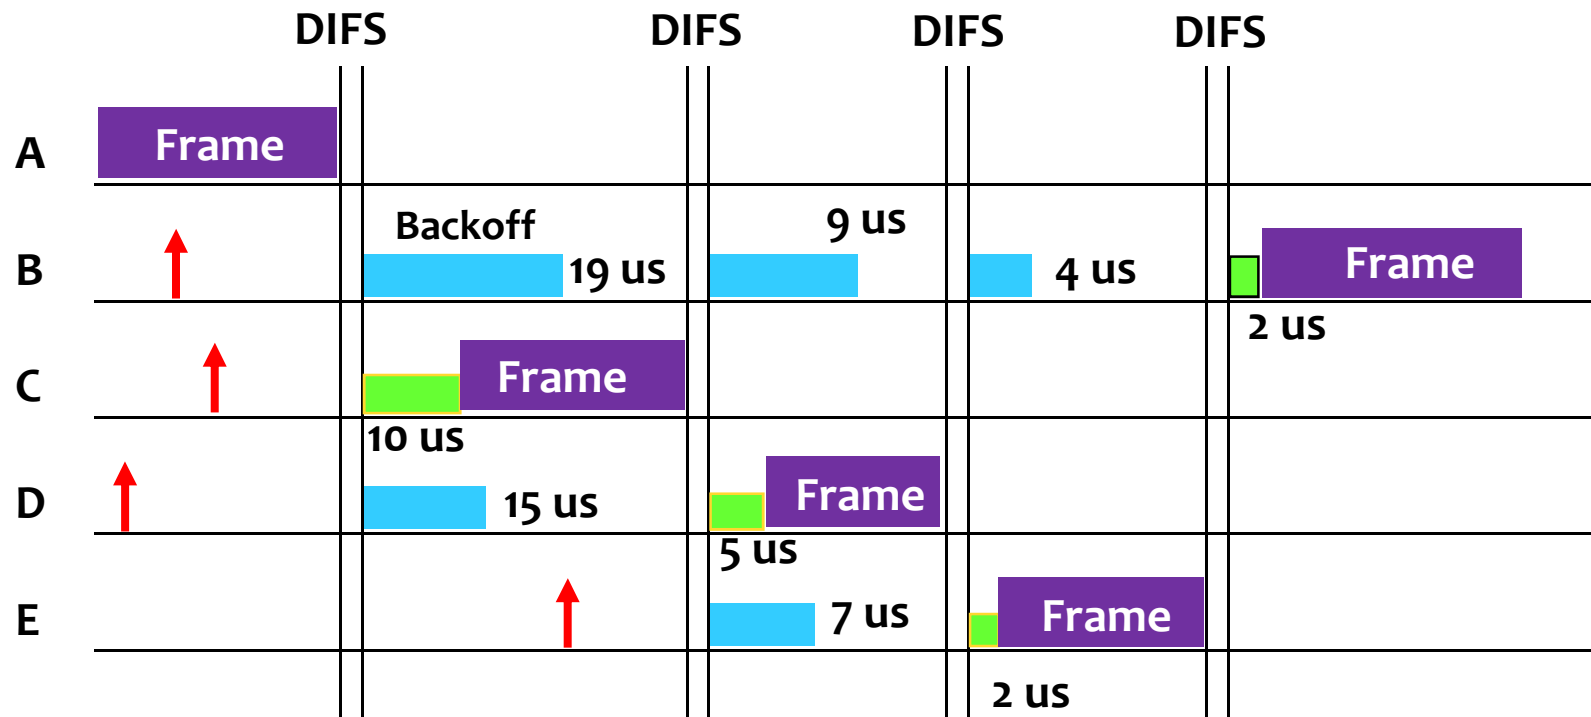 DIFS DIFS DIFS DIFS
A Frame
Backoff 9 us
B 19 us 4 us Frame
2 us
C Frame
10 us
D 15 us Frame
5 us
E 7 us Frame
2 us